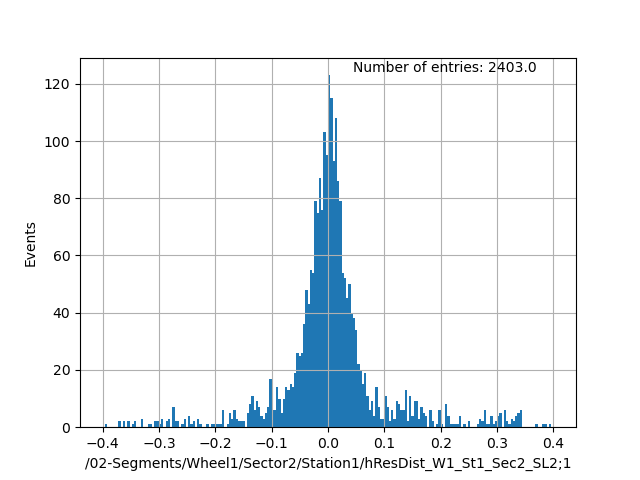 Number of entries: 2403.0
120
100
80
60
40
20
0
Events
−0.4 −0.3 −0.2 −0.1 0.0 0.1 0.2 0.3 0.4
/02-Segments/Wheel1/Sector2/Station1/hResDist_W1_St1_Sec2_SL2;1